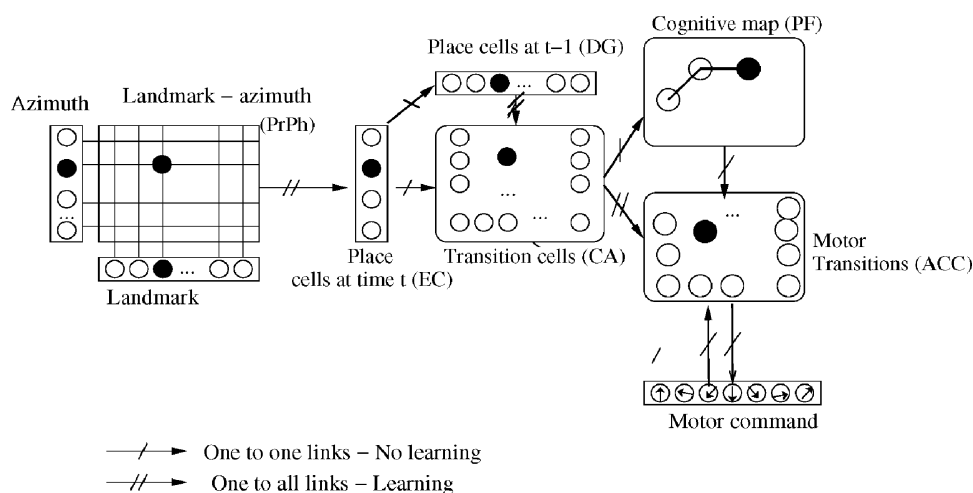 Cognitive map (PF)
Place cells at t−1 (DG)
...
Azimuth
Landmark − azimuth
(PrPh)
...
...
...
...
...
...
Landmark
Place
cells at time t (EC)
Transition cells (CA)
...
Motor
Transitions (ACC)
Motor command
One to one links − No learning
One to all links − Learning